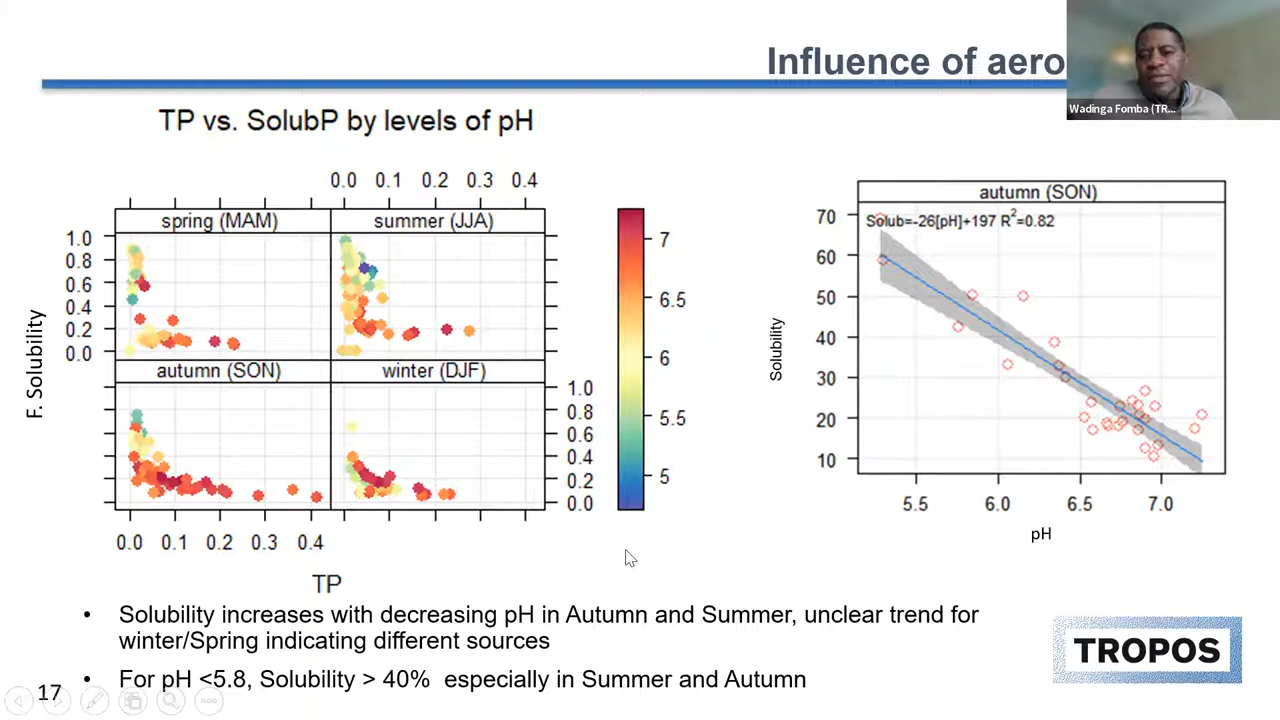 Influence of aero
Wadinga Fomba (TR...
TP vs. SolubP by levels of pH
0.0 0.1 0.2 0.3 0.4
spring (MAM)
summer (JJA)
1.0
0.8
0.6
0.4
0.2
0.0
autumn (SON)
winter (DJF)
1.0
0.8
0.6
0.4
0.2
0.0
0.0 0.1 0.2 0.3 0.4
F. Solubility
TP
7
6.5
6
5.5
5
autumn (SON)
Solub=-26[pH]+197 R²=0.82
70
60
50
40
30
20
10
Solubility
5.5 6.0 6.5 7.0
pH
• Solubility increases with decreasing pH in Autumn and Summer, unclear trend for
winter/Spring indicating different sources
• For pH <5.8, Solubility > 40% especially in Summer and Autumn
17
TROPOS